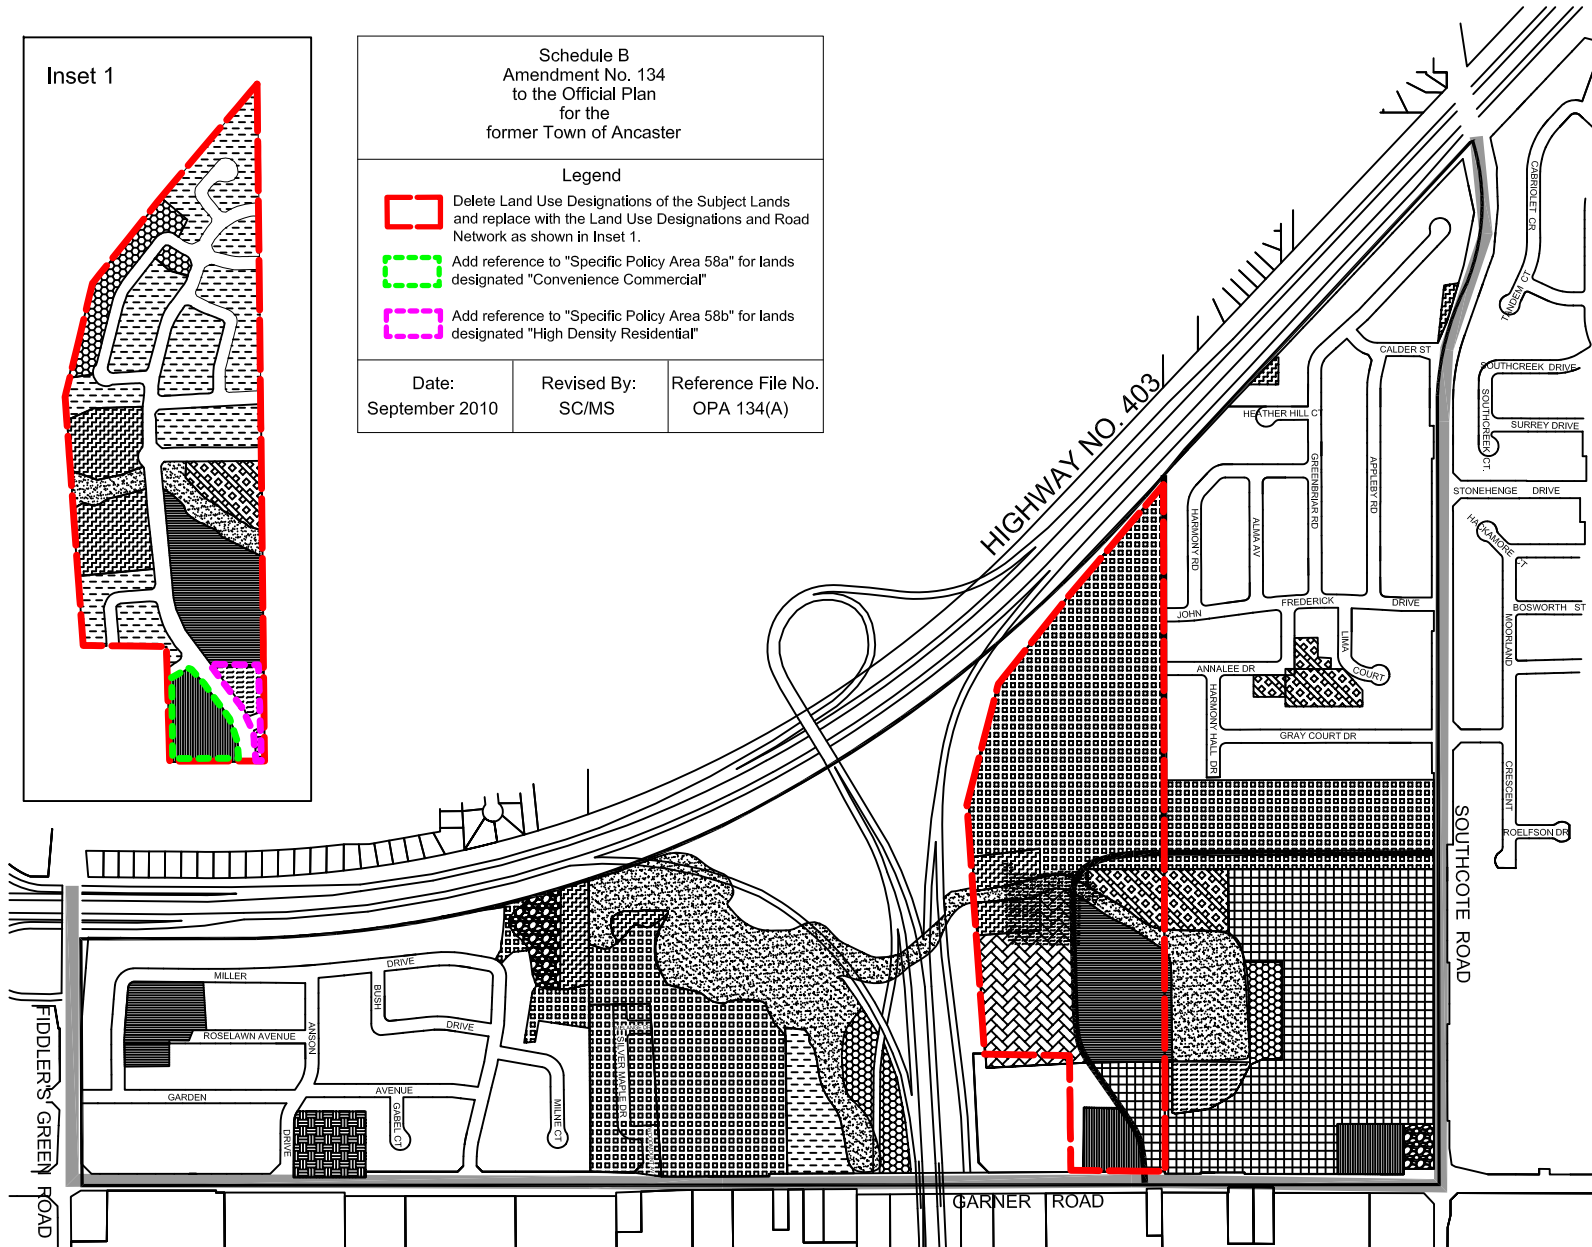 Inset 1
Schedule B
Amendment No. 134
to the Official Plan
for the
former Town of Ancaster
Legend
Delete Land Use Designations of the Subject Lands
and replace with the Land Use Designations and Road
Network as shown in Inset 1.
Add reference to "Specific Policy Area 58a" for lands
designated "Convenience Commercial"
Add reference to "Specific Policy Area 58b" for lands
designated "High Density Residential"
Date:
September 2010
Revised By:
SC/MS
Reference File No.
OPA 134(A)
HIGHWAY NO. 403
CABRIOLET CR
TANDEM CT
CALDER ST
SOUTHCREEK DRIVE
SOUTHCREEK CT.
SURREY DRIVE
HEATHER HILL CT
GREENBRIAR RD
APPLEBY RD
STONEHENGE DRIVE
HARMONY RD
ALMA AV
HACKAMORE CT
JOHN FREDERICK DRIVE
BOSWORTH ST
LIMA COURT
MOORLAND CRESCENT
ANNALEE DR
HARMONY HALL DR
GRAY COURT DR
ROELFSON DR
SOUTHCOTE ROAD
MILLER DRIVE
BUSH DRIVE
ROSELAWN AVENUE
ANSON DRIVE
GARDEN AVENUE
GABEL CT
MILNE CT
SILVER MAPLE DR
FIDDLER'S GREEN ROAD
GARNER ROAD